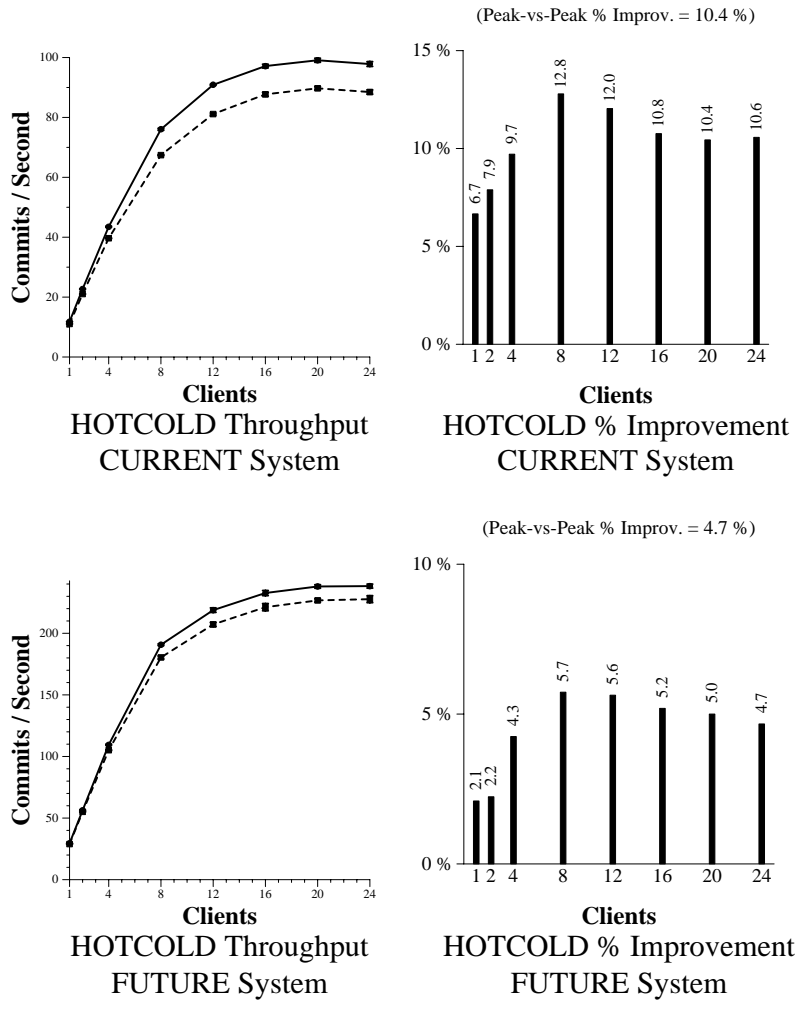 (Peak-vs-Peak % Improv. = 10.4 %)
Commits / Second
100
80
60
40
20
0
1 4 8 12 16 20 24
Clients
HOTCOLD Throughput
CURRENT System
15 %
10 %
5 %
0 %
6.7 7.9 9.7 12.8 12.0 10.8 10.4 10.6
1 2 4 8 12 16 20 24
Clients
HOTCOLD % Improvement
CURRENT System
(Peak-vs-Peak % Improv. = 4.7 %)
Commits / Second
200
150
100
50
0
1 4 8 12 16 20 24
Clients
HOTCOLD Throughput
FUTURE System
10 %
5 %
0 %
2.1 2.2 4.3 5.7 5.6 5.2 5.0 4.7
1 2 4 8 12 16 20 24
Clients
HOTCOLD % Improvement
FUTURE System